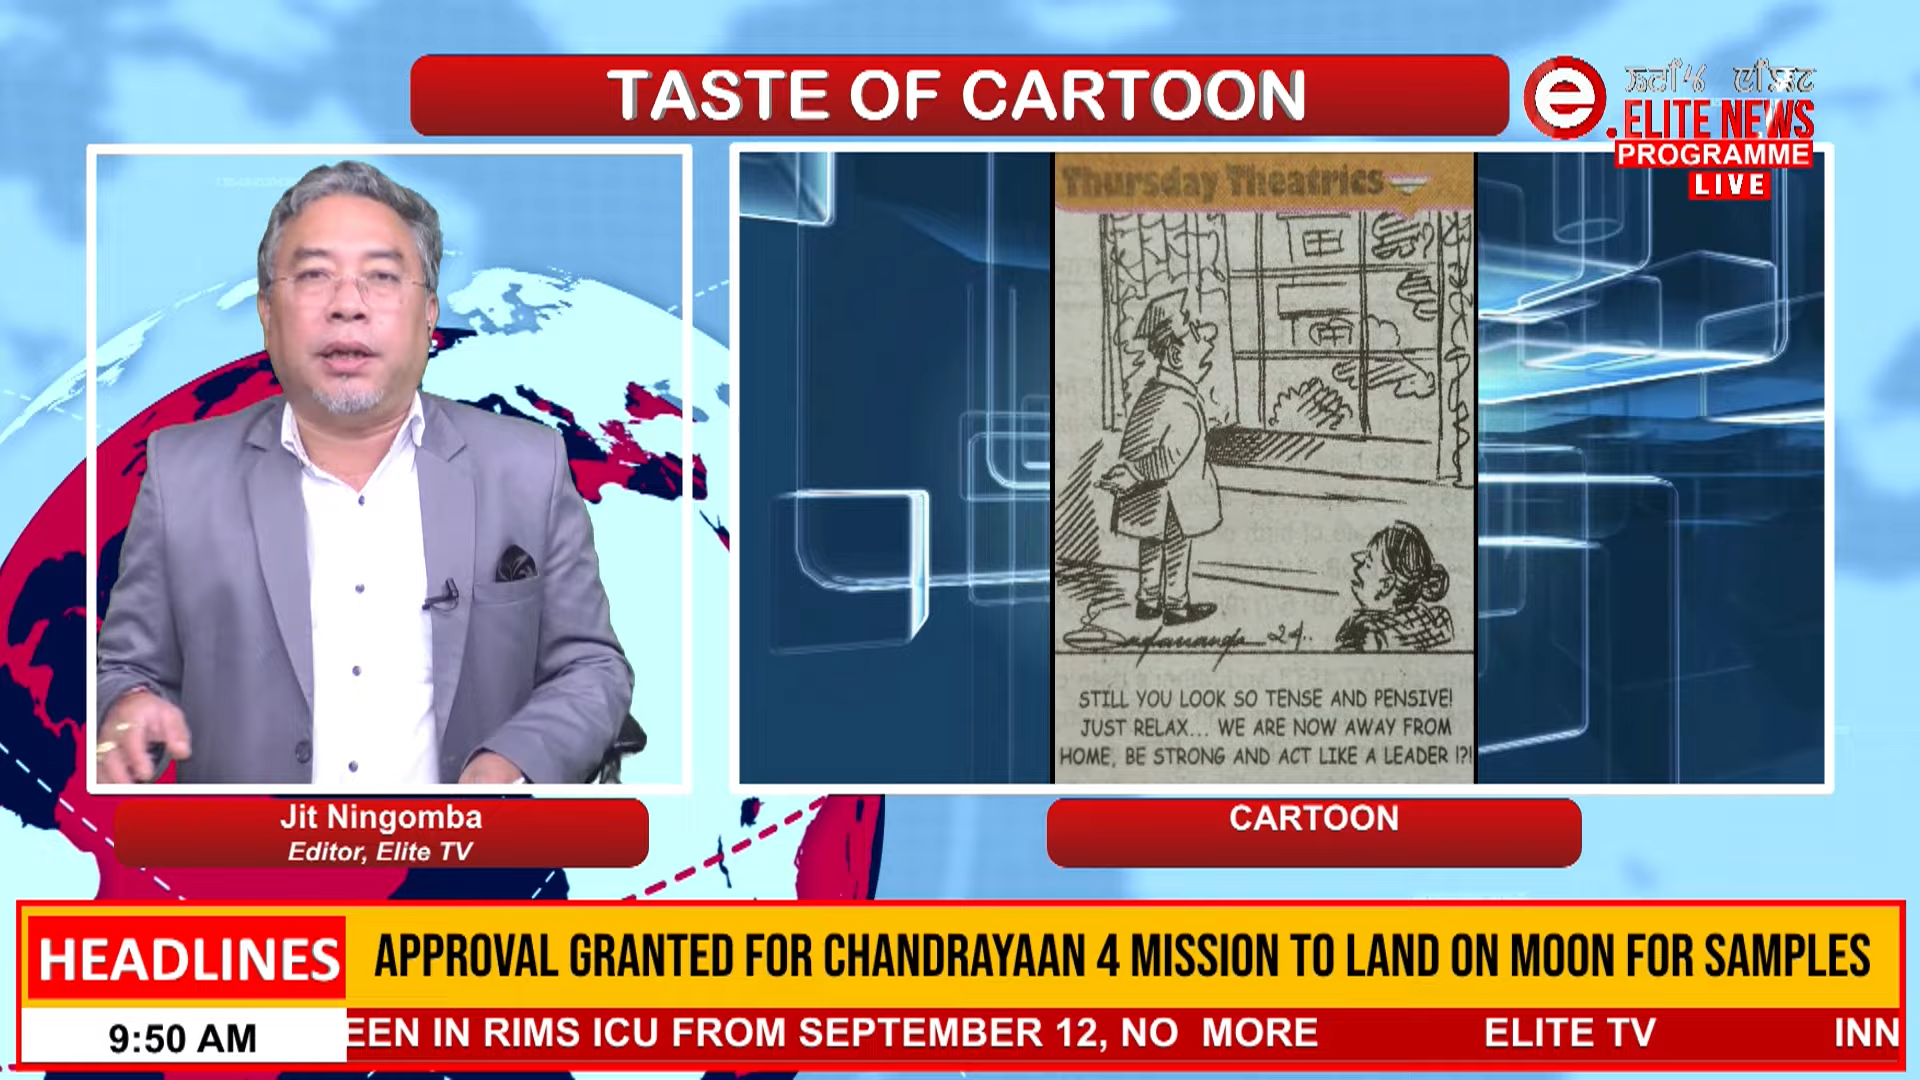 TASTE OF CARTOON
e
ELITE NEWS
PROGRAMME
LIVE
Thursday Theatrics
Sadananda 24..
STILL YOU LOOK SO TENSE AND PENSIVE!
JUST RELAX... WE ARE NOW AWAY FROM
HOME, BE STRONG AND ACT LIKE A LEADER !?!
Jit Ningomba
Editor, Elite TV
CARTOON
HEADLINES
APPROVAL GRANTED FOR CHANDRAYAAN 4 MISSION TO LAND ON MOON FOR SAMPLES
9:50 AM
EEN IN RIMS ICU FROM SEPTEMBER 12, NO MORE
ELITE TV
INN